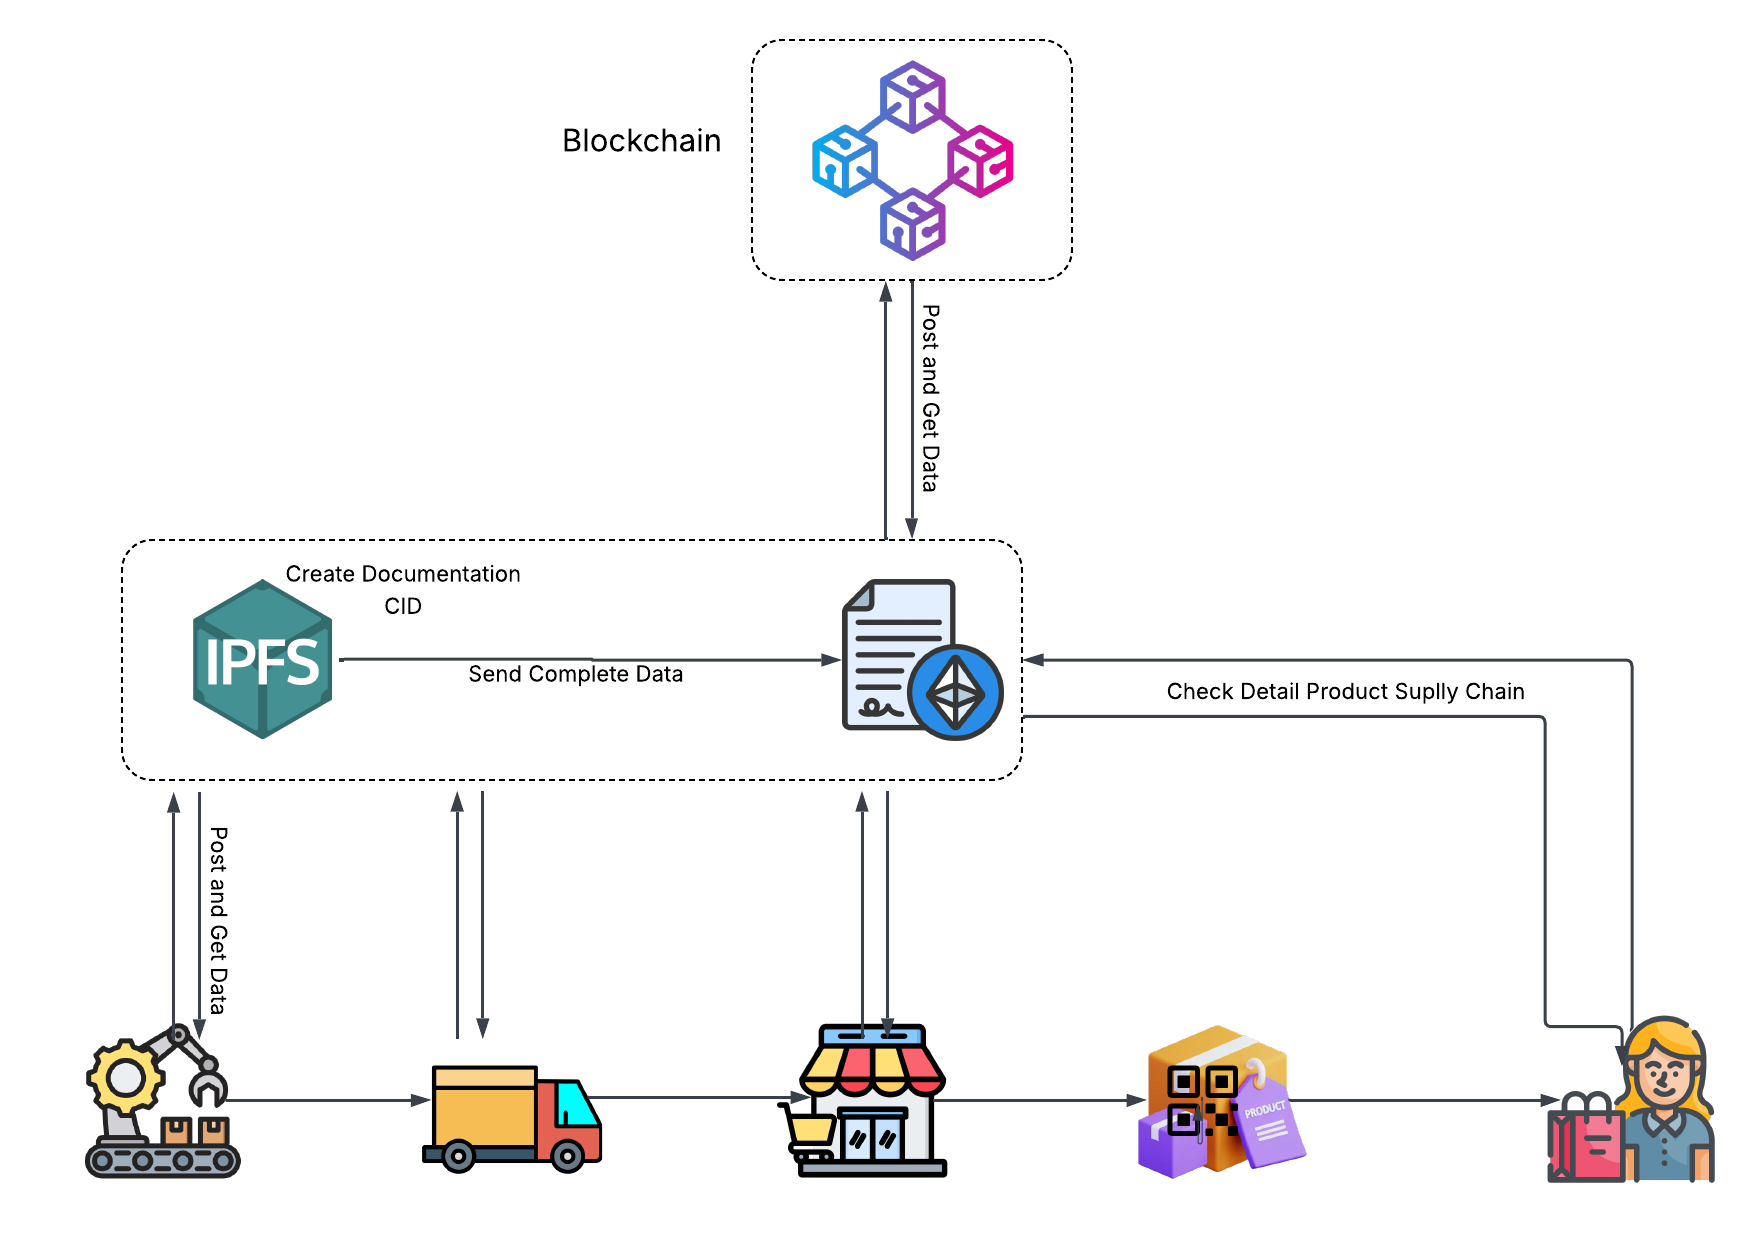 Blockchain
Post and Get Data
Create Documentation
CID
IPFS
Send Complete Data
Check Detail Product Suplly Chain
Post and Get Data
PRODUCT